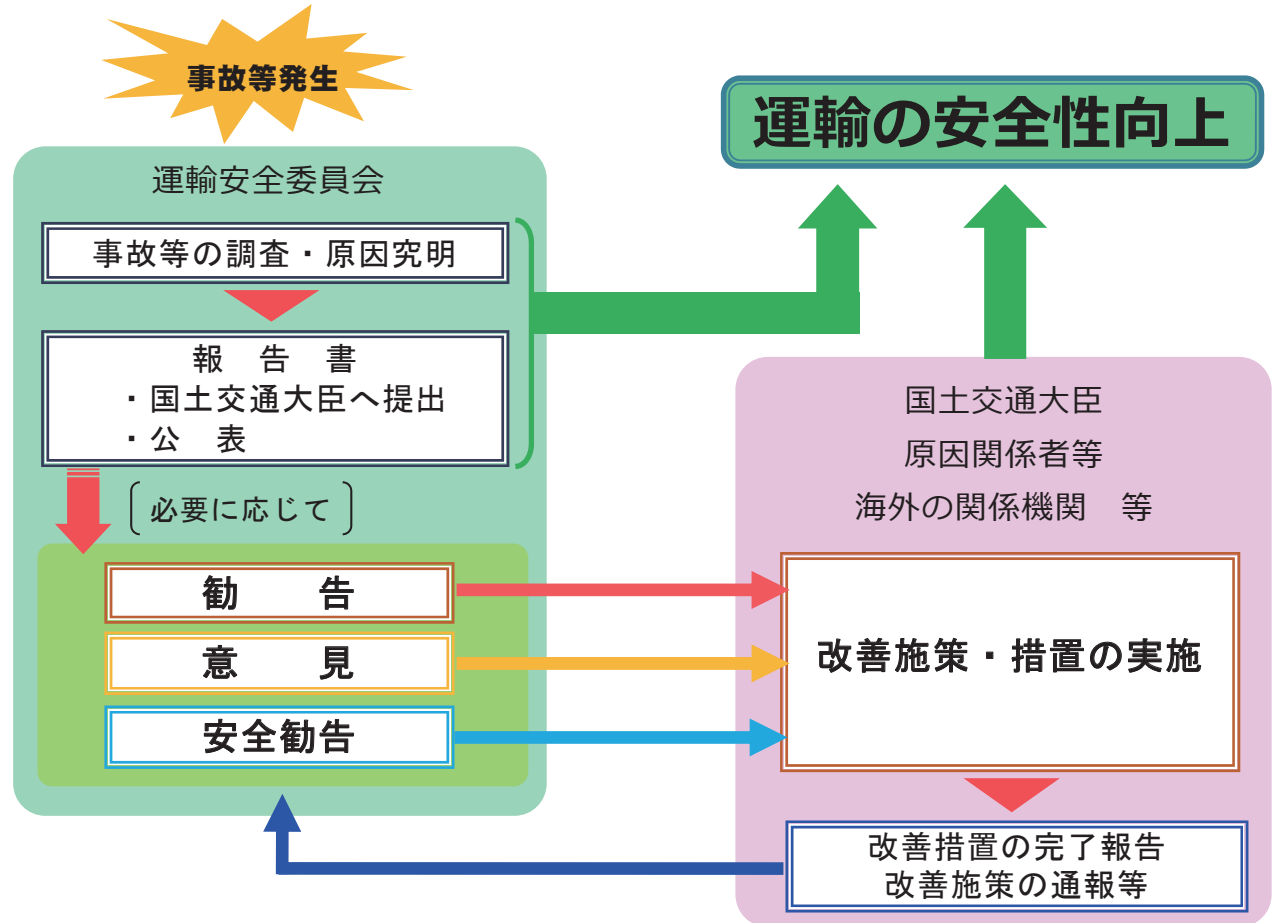 事故等発生
運輸の安全性向上
運輸安全委員会
事故等の調査・原因究明
報　告　書
・国土交通大臣へ提出
・公　表
〔必要に応じて〕
勧　　告
意　　見
安全勧告
国土交通大臣
原因関係者等
海外の関係機関　等
改善施策・措置の実施
改善措置の完了報告
改善施策の通報等